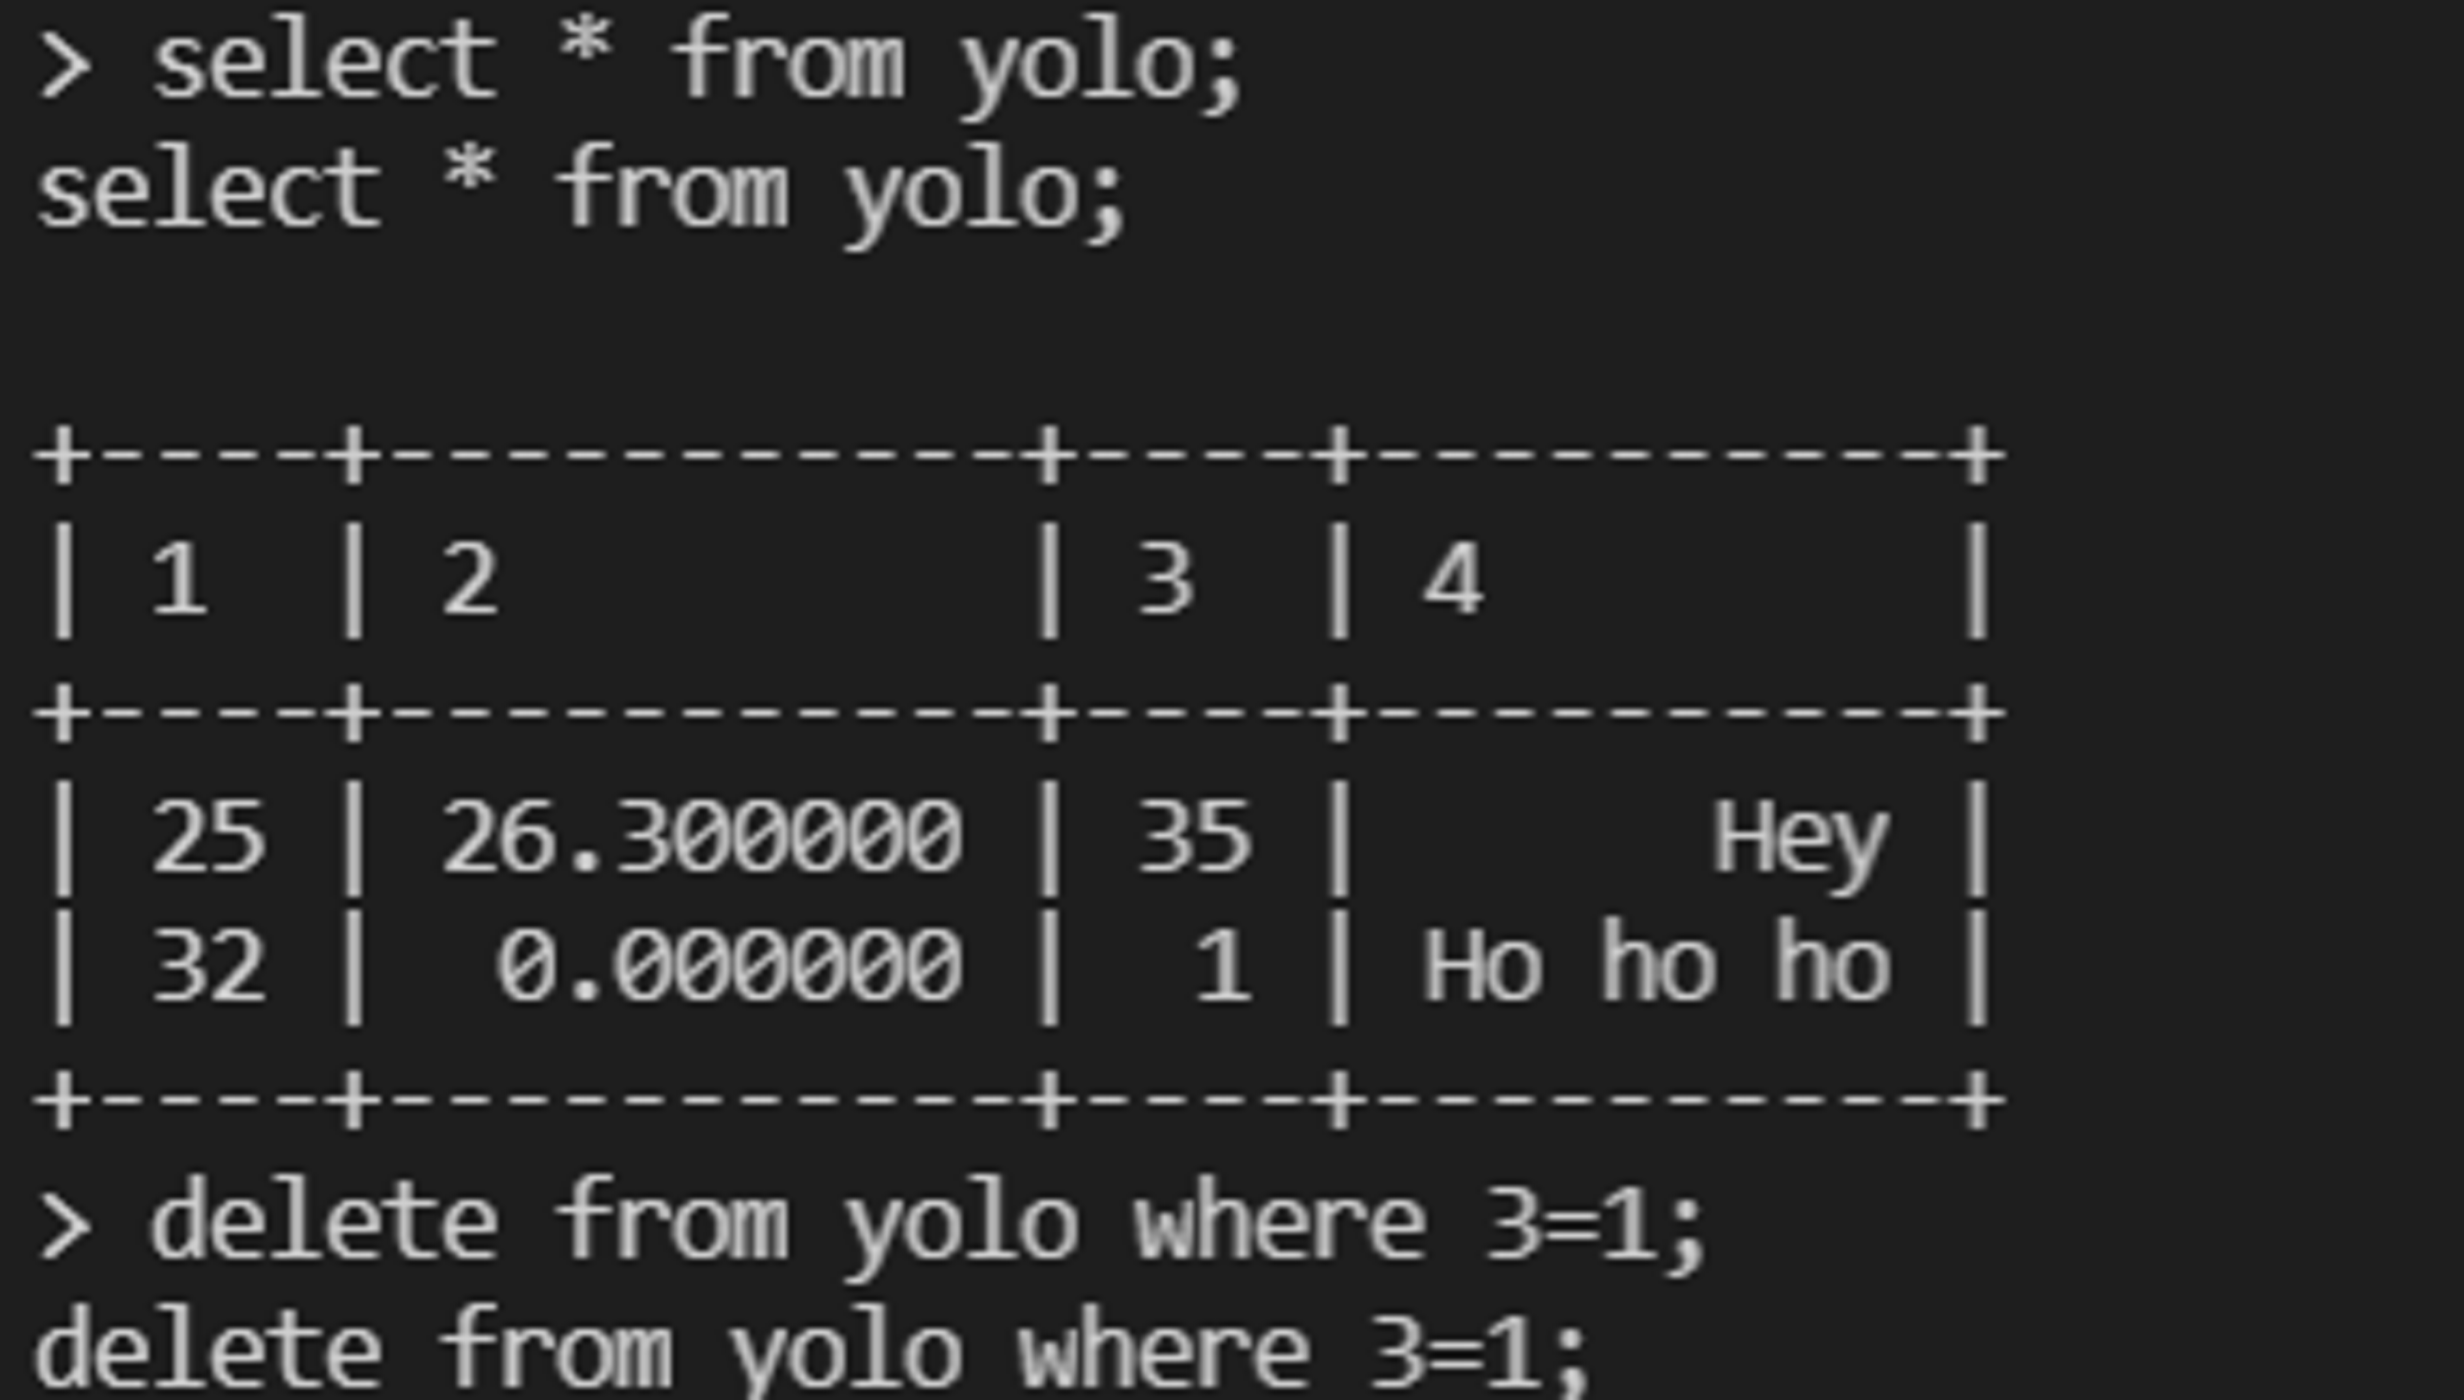 > select * from yolo;
select * from yolo;
+----+-----------+----+----------+
| 1  | 2         | 3  | 4        |
+----+-----------+----+----------+
| 25 | 26.300000 | 35 |      Hey |
| 32 |  0.000000 |  1 | Ho ho ho |
+----+-----------+----+----------+
> delete from yolo where 3=1;
delete from yolo where 3=1;